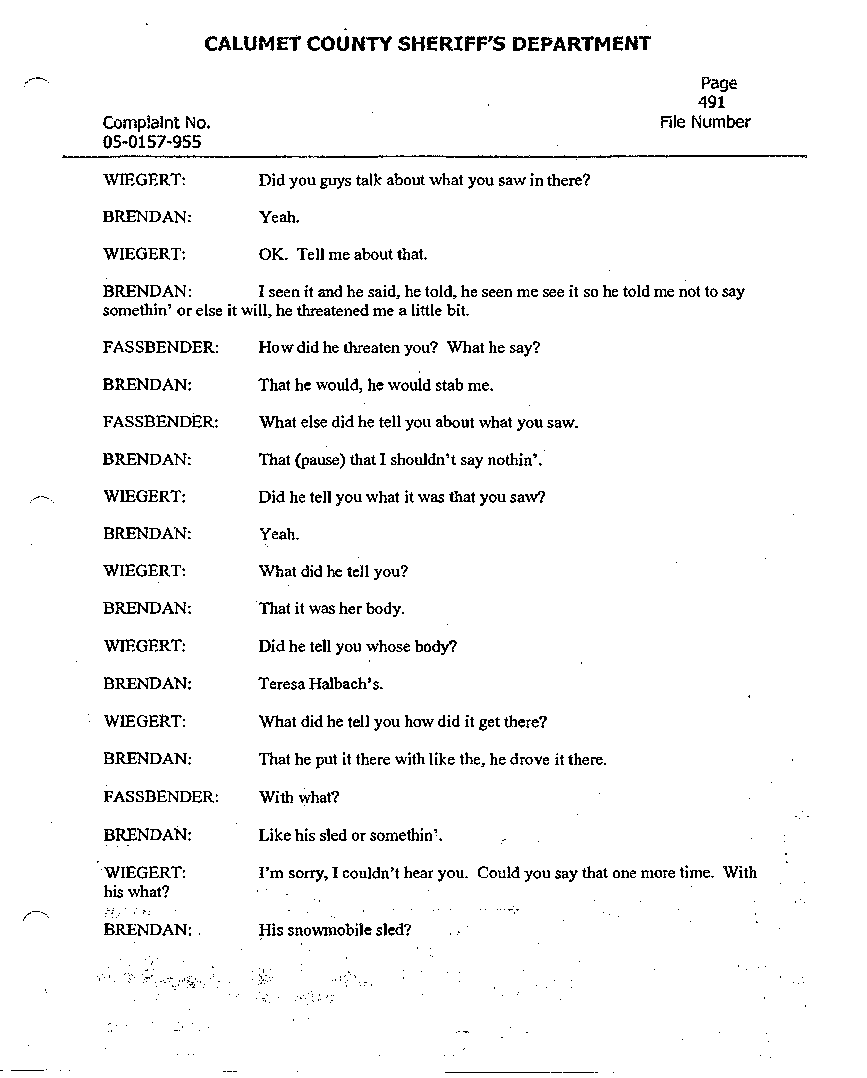 CALUMET COUNTY SHERIFF'S DEPARTMENT
Page
491
Complaint No.
File Number
05-0157-955
WIEGERT: Did you guys talk about what you saw in there?
BRENDAN: Yeah.
WIEGERT: OK. Tell me about that.
BRENDAN: I seen it and he said, he told, he seen me see it so he told me not to say
somethin' or else it will, he threatened me a little bit.
FASSBENDER: How did he threaten you? What he say?
BRENDAN: That he would, he would stab me.
FASSBENDER: What else did he tell you about what you saw.
BRENDAN: That (pause) that I shouldn't say nothin'.
WIEGERT: Did he tell you what it was that you saw?
BRENDAN: Yeah.
WIEGERT: What did he tell you?
BRENDAN: That it was her body.
WIEGERT: Did he tell you whose body?
BRENDAN: Teresa Halbach's.
WIEGERT: What did he tell you how did it get there?
BRENDAN: That he put it there with like the, he drove it there.
FASSBENDER: With what?
BRENDAN: Like his sled or somethin'.
WIEGERT: I'm sorry, I couldn't hear you. Could you say that one more time. With
his what?
BRENDAN: His snowmobile sled?